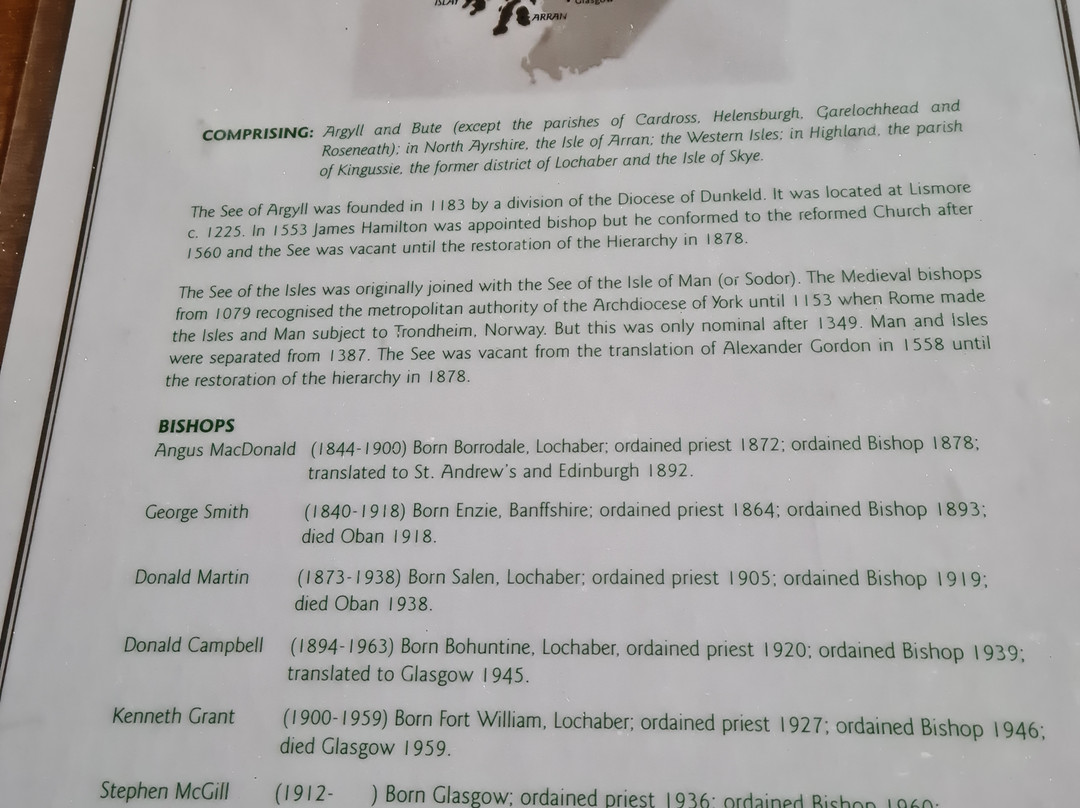 ISLAY
Glasgow
ARRAN
COMPRISING: Argyll and Bute (except the parishes of Cardross, Helensburgh, Garelochhead and
Roseneath); in North Ayrshire, the Isle of Arran; the Western Isles; in Highland, the parish
of Kingussie, the former district of Lochaber and the Isle of Skye.
The See of Argyll was founded in 1183 by a division of the Diocese of Dunkeld. It was located at Lismore
c. 1225. In 1553 James Hamilton was appointed bishop but he conformed to the reformed Church after
1560 and the See was vacant until the restoration of the Hierarchy in 1878.
The See of the Isles was originally joined with the See of the Isle of Man (or Sodor). The Medieval bishops
from 1079 recognised the metropolitan authority of the Archdiocese of York until 1153 when Rome made
the Isles and Man subject to Trondheim, Norway. But this was only nominal after 1349. Man and Isles
were separated from 1387. The See was vacant from the translation of Alexander Gordon in 1558 until
the restoration of the hierarchy in 1878.
BISHOPS
Angus MacDonald (1844-1900) Born Borrodale, Lochaber; ordained priest 1872; ordained Bishop 1878;
translated to St. Andrew's and Edinburgh 1892.
George Smith (1840-1918) Born Enzie, Banffshire; ordained priest 1864; ordained Bishop 1893;
died Oban 1918.
Donald Martin (1873-1938) Born Salen, Lochaber; ordained priest 1905; ordained Bishop 1919;
died Oban 1938.
Donald Campbell (1894-1963) Born Bohuntine, Lochaber, ordained priest 1920; ordained Bishop 1939;
translated to Glasgow 1945.
Kenneth Grant (1900-1959) Born Fort William, Lochaber; ordained priest 1927; ordained Bishop 1946;
died Glasgow 1959.
Stephen McGill (1912- ) Born Glasgow; ordained priest 1936; ordained Bishop 1960;